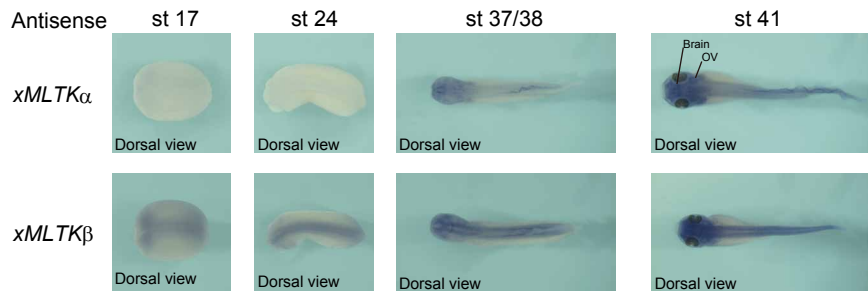 Antisense st 17 st 24 st 37/38 st 41
Brain
OV
xMLTKα
Dorsal view Dorsal view Dorsal view Dorsal view
xMLTKβ
Dorsal view Dorsal view Dorsal view Dorsal view